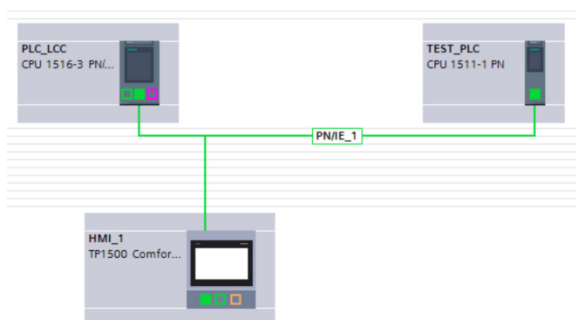 PLC_LCC
CPU 1516-3 PN/...
TEST_PLC
CPU 1511-1 PN
PN/IE_1
HMI_1
TP1500 Comfor...